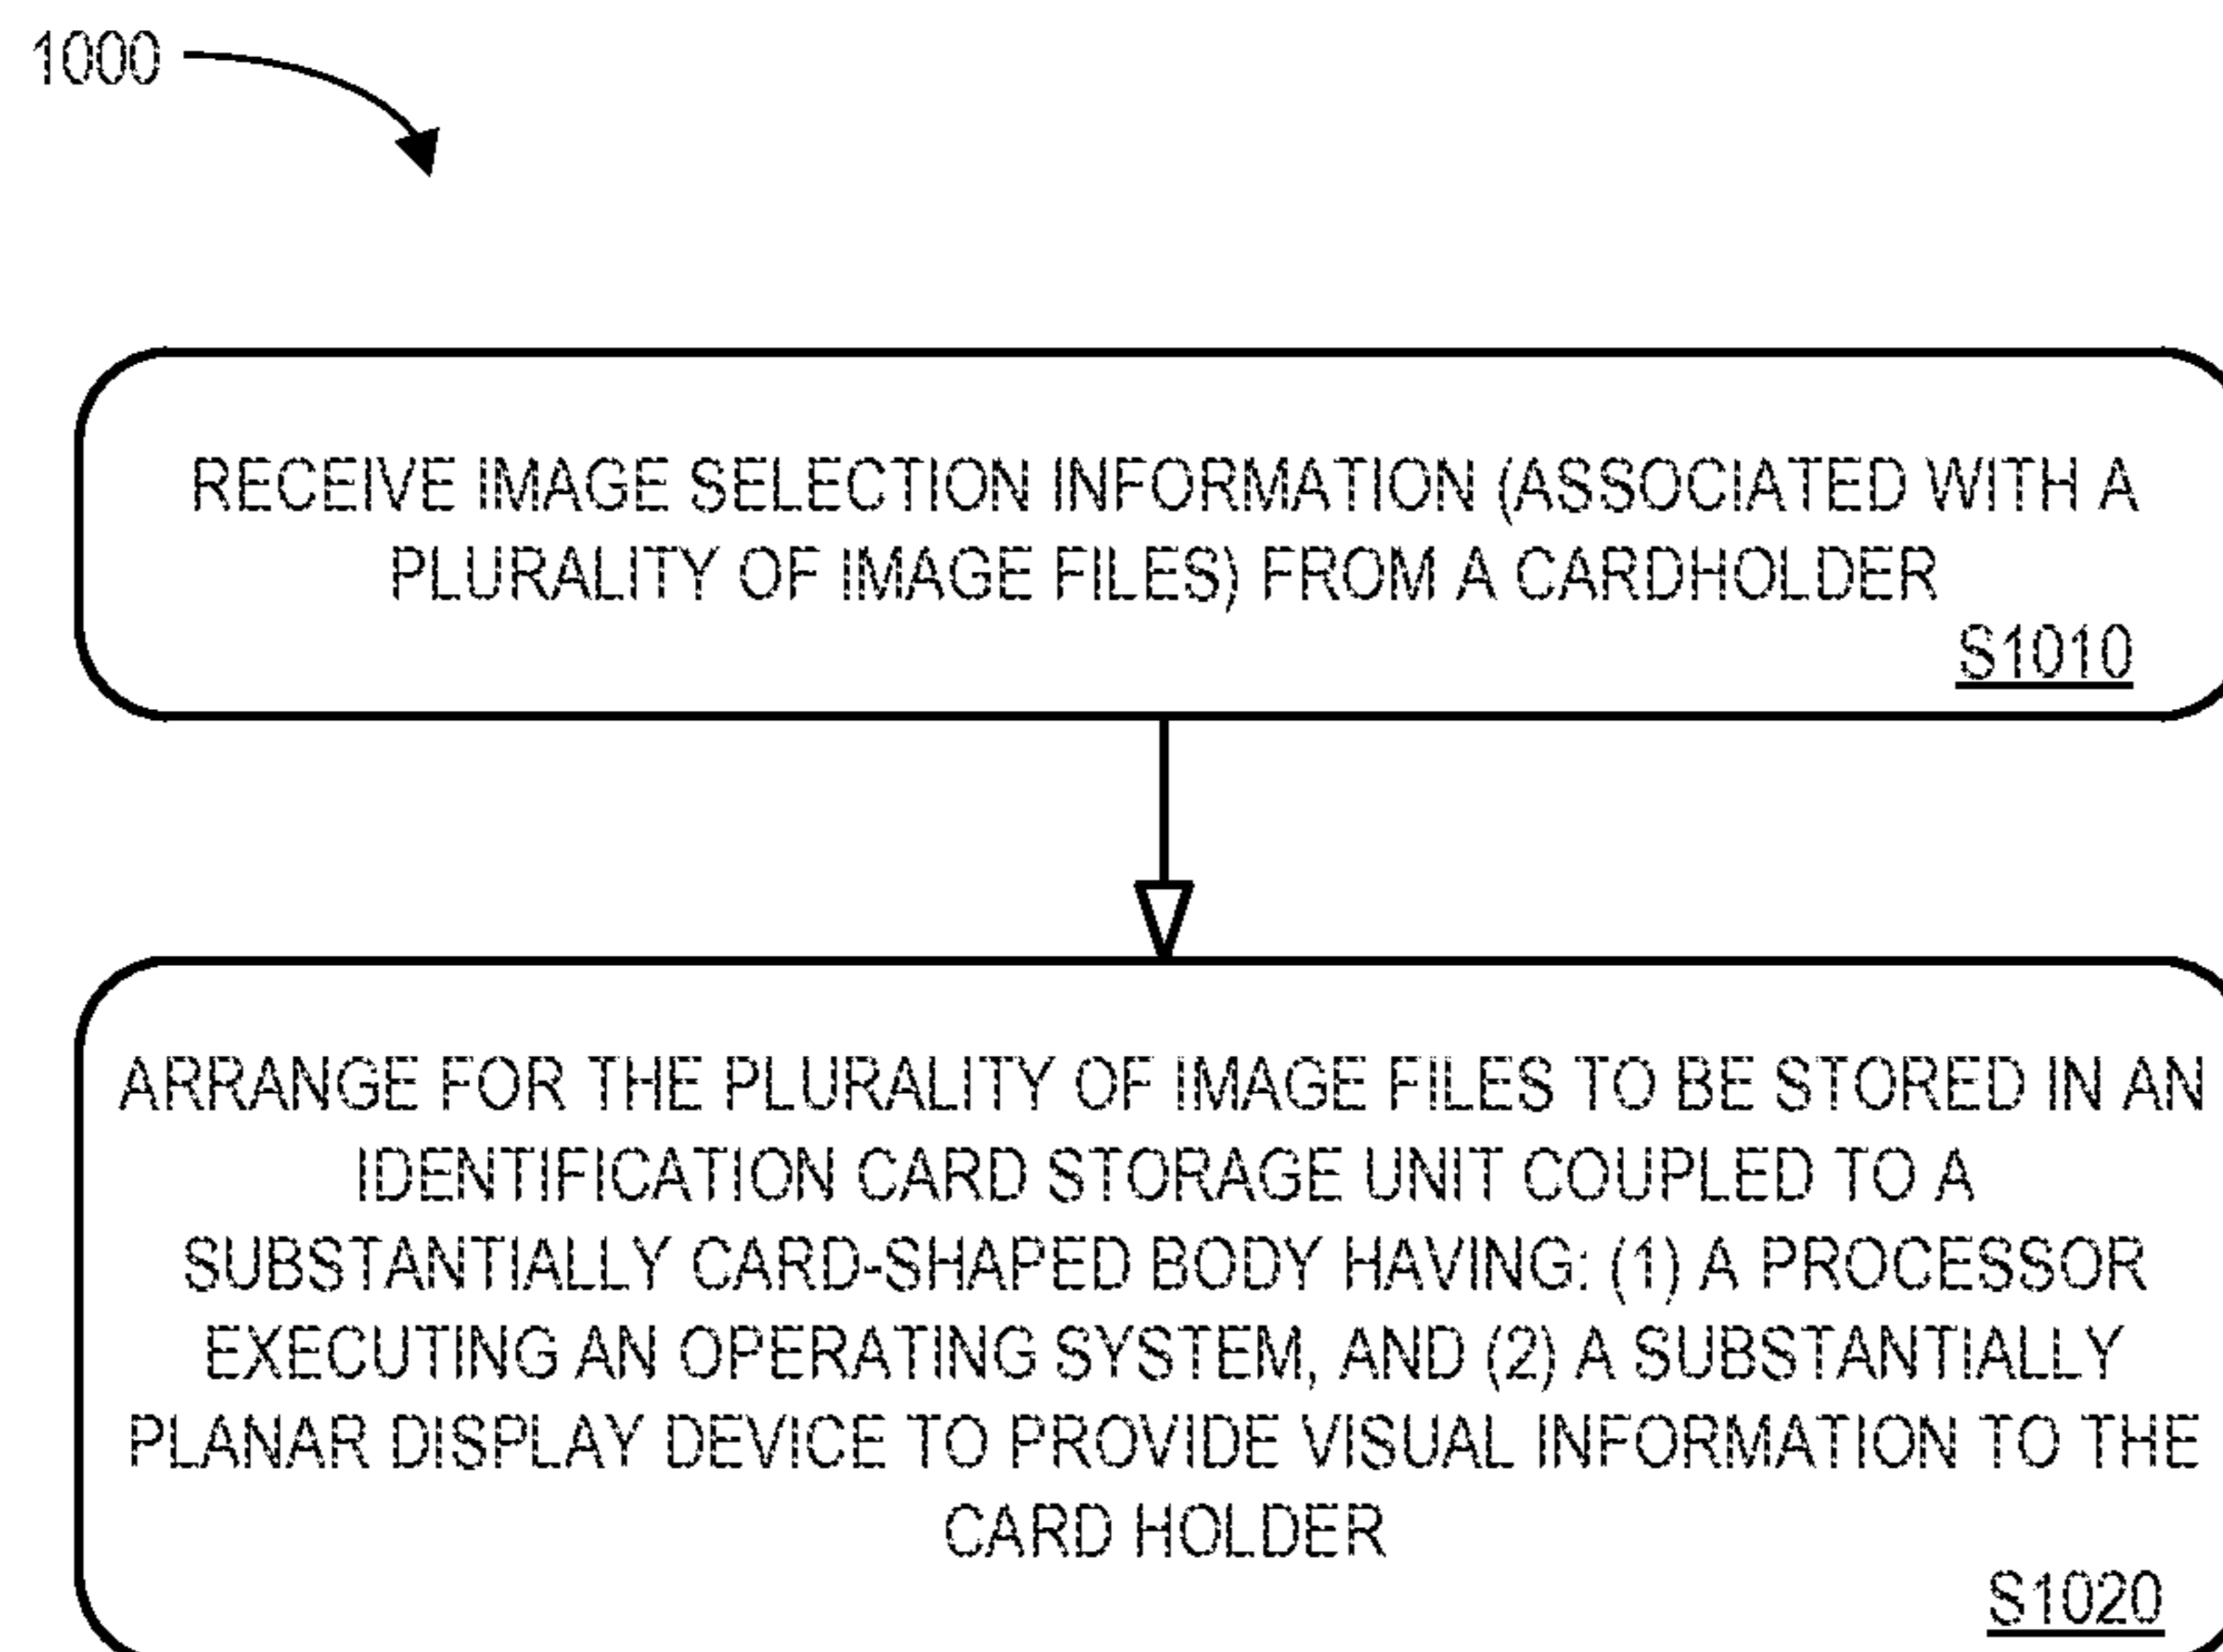 1000
RECEIVE IMAGE SELECTION INFORMATION (ASSOCIATED WITH A
PLURALITY OF IMAGE FILES) FROM A CARDHOLDER
S1010
ARRANGE FOR THE PLURALITY OF IMAGE FILES TO BE STORED IN AN
IDENTIFICATION CARD STORAGE UNIT COUPLED TO A
SUBSTANTIALLY CARD-SHAPED BODY HAVING: (1) A PROCESSOR
EXECUTING AN OPERATING SYSTEM, AND (2) A SUBSTANTIALLY
PLANAR DISPLAY DEVICE TO PROVIDE VISUAL INFORMATION TO THE
CARD HOLDER
S1020